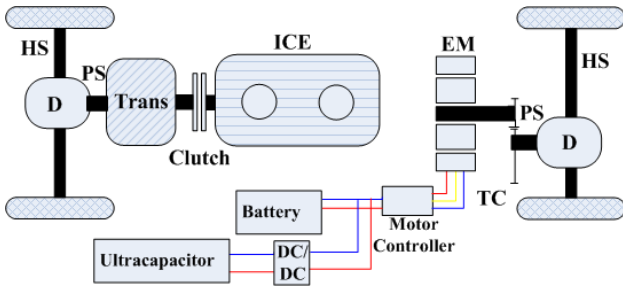 HS
PS
D
Trans
Clutch
ICE
EM
HS
PS
D
TC
Battery
Motor
Controller
Ultracapacitor
DC/
DC